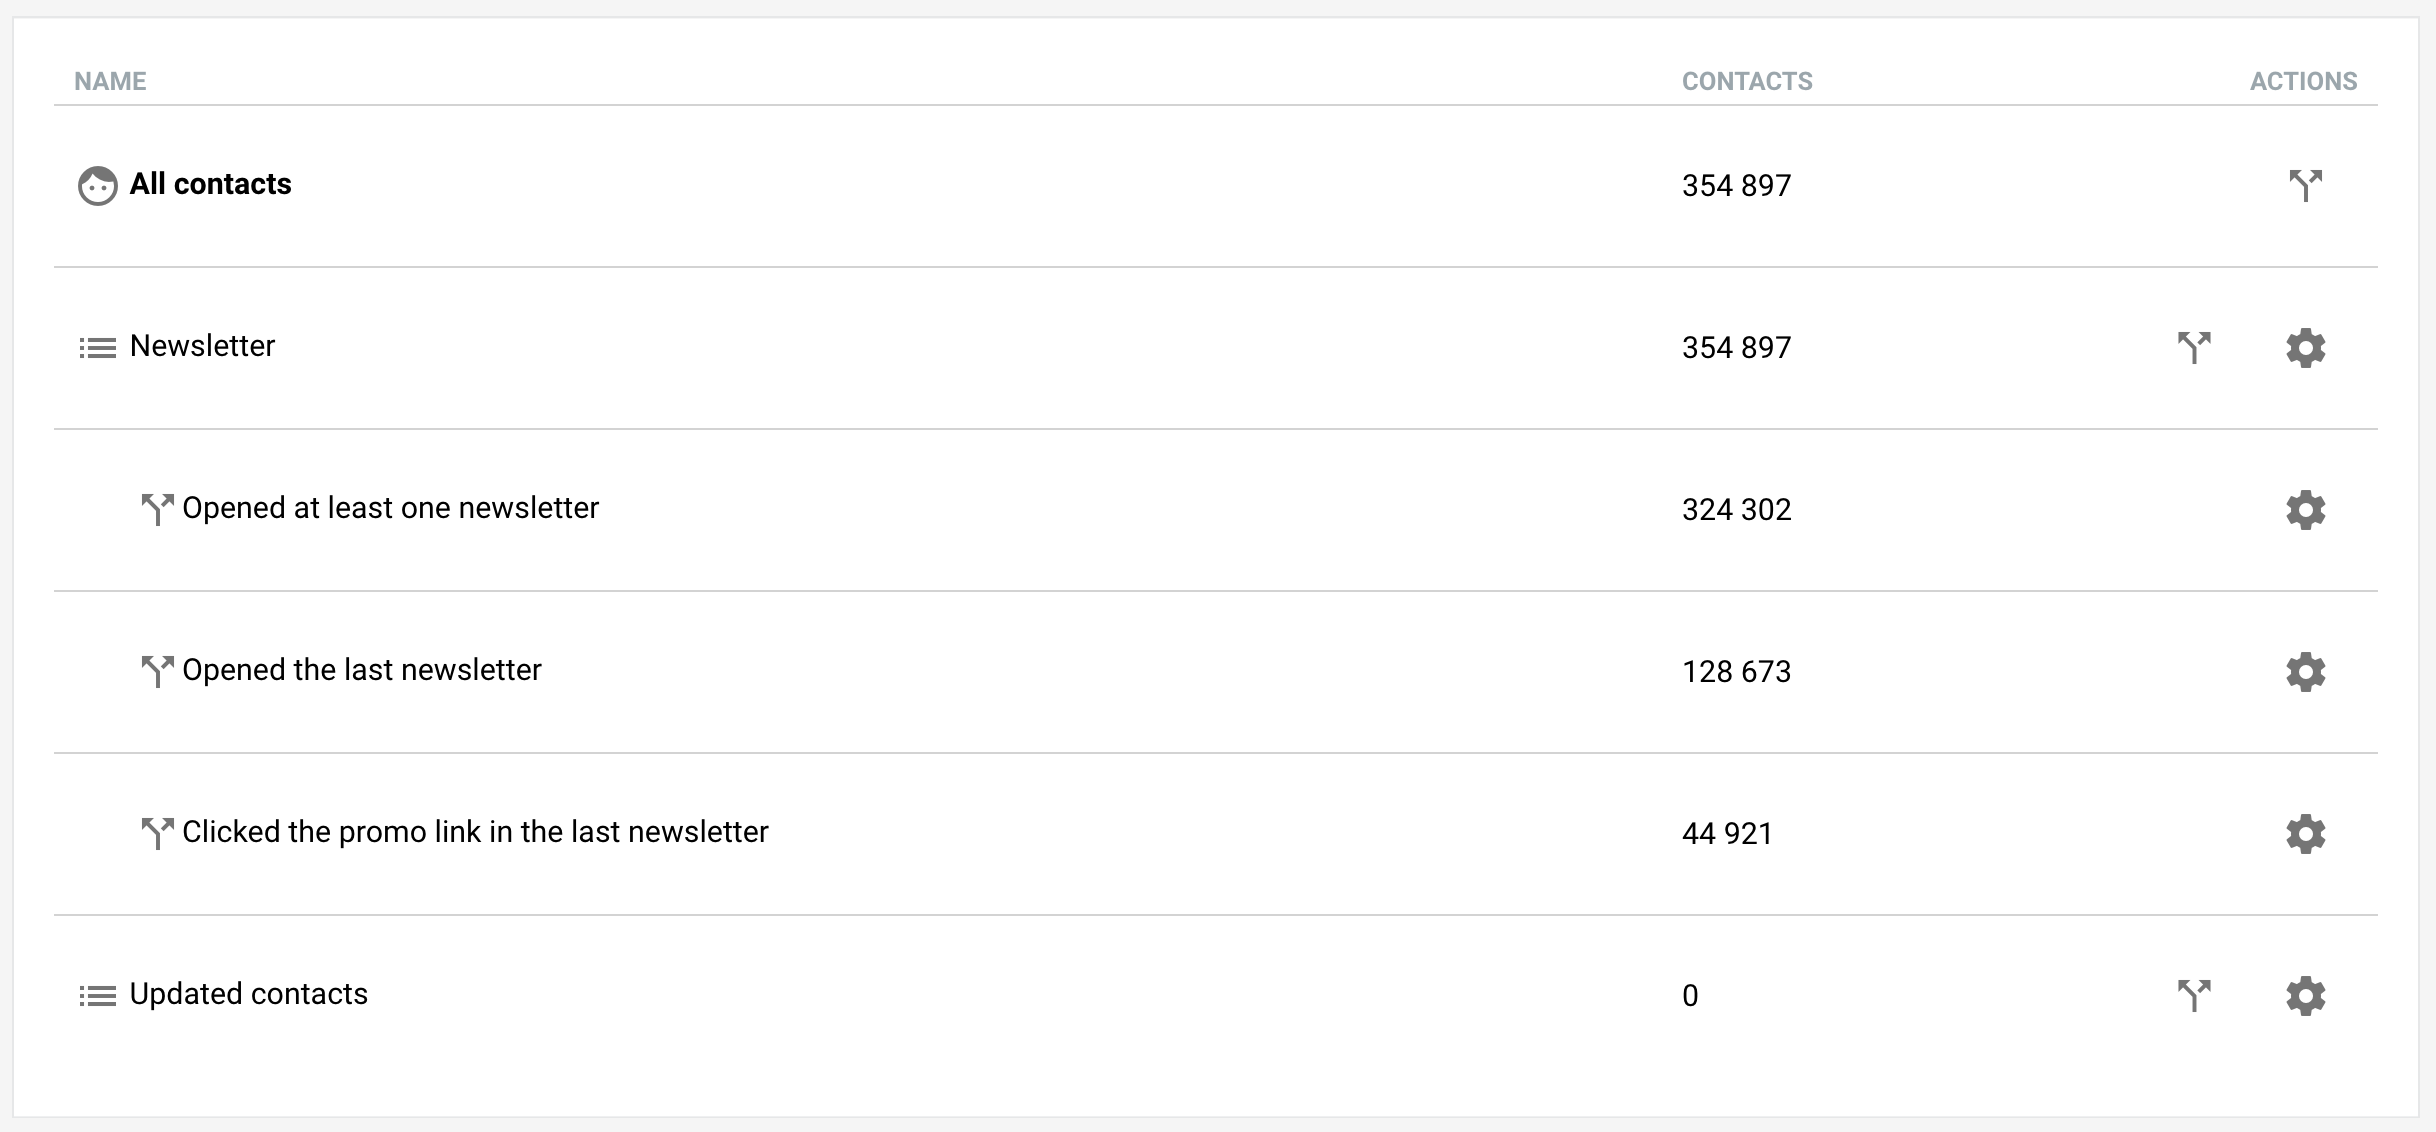 NAME CONTACTS ACTIONS
All contacts 354 897
Newsletter 354 897
Opened at least one newsletter 324 302
Opened the last newsletter 128 673
Clicked the promo link in the last newsletter 44 921
Updated contacts 0